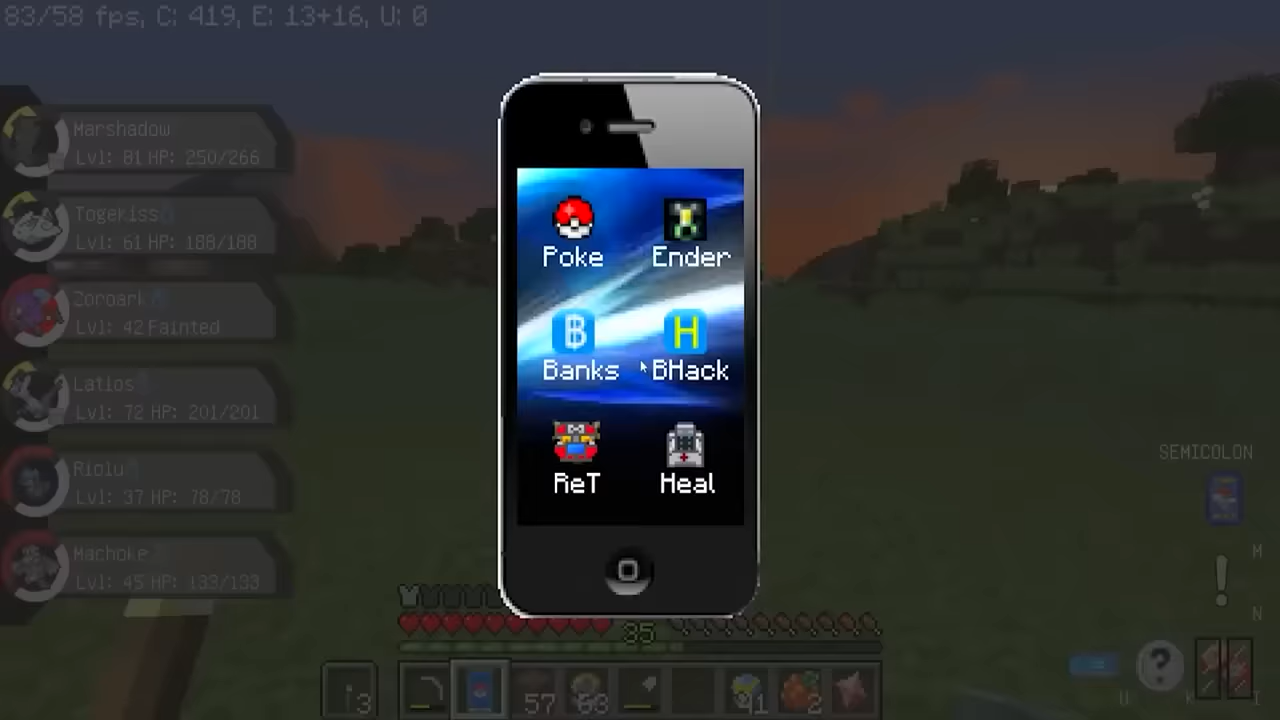 83/58 fps, C: 419, E: 13+16, U: 0
Marshadow
Lvl: 81 HP: 250/266
Togekiss
Lvl: 61 HP: 188/188
Zoroark
Lvl: 42 Fainted
Latios
Lvl: 72 HP: 201/201
Riolu
Lvl: 37 HP: 78/78
Machoke
Lvl: 45 HP: 133/133
Poke
Ender
B
H
Banks
BHack
ReT
Heal
SEMICOLON
M
!
N
?
U
K
I
35
3
57
63
41
2